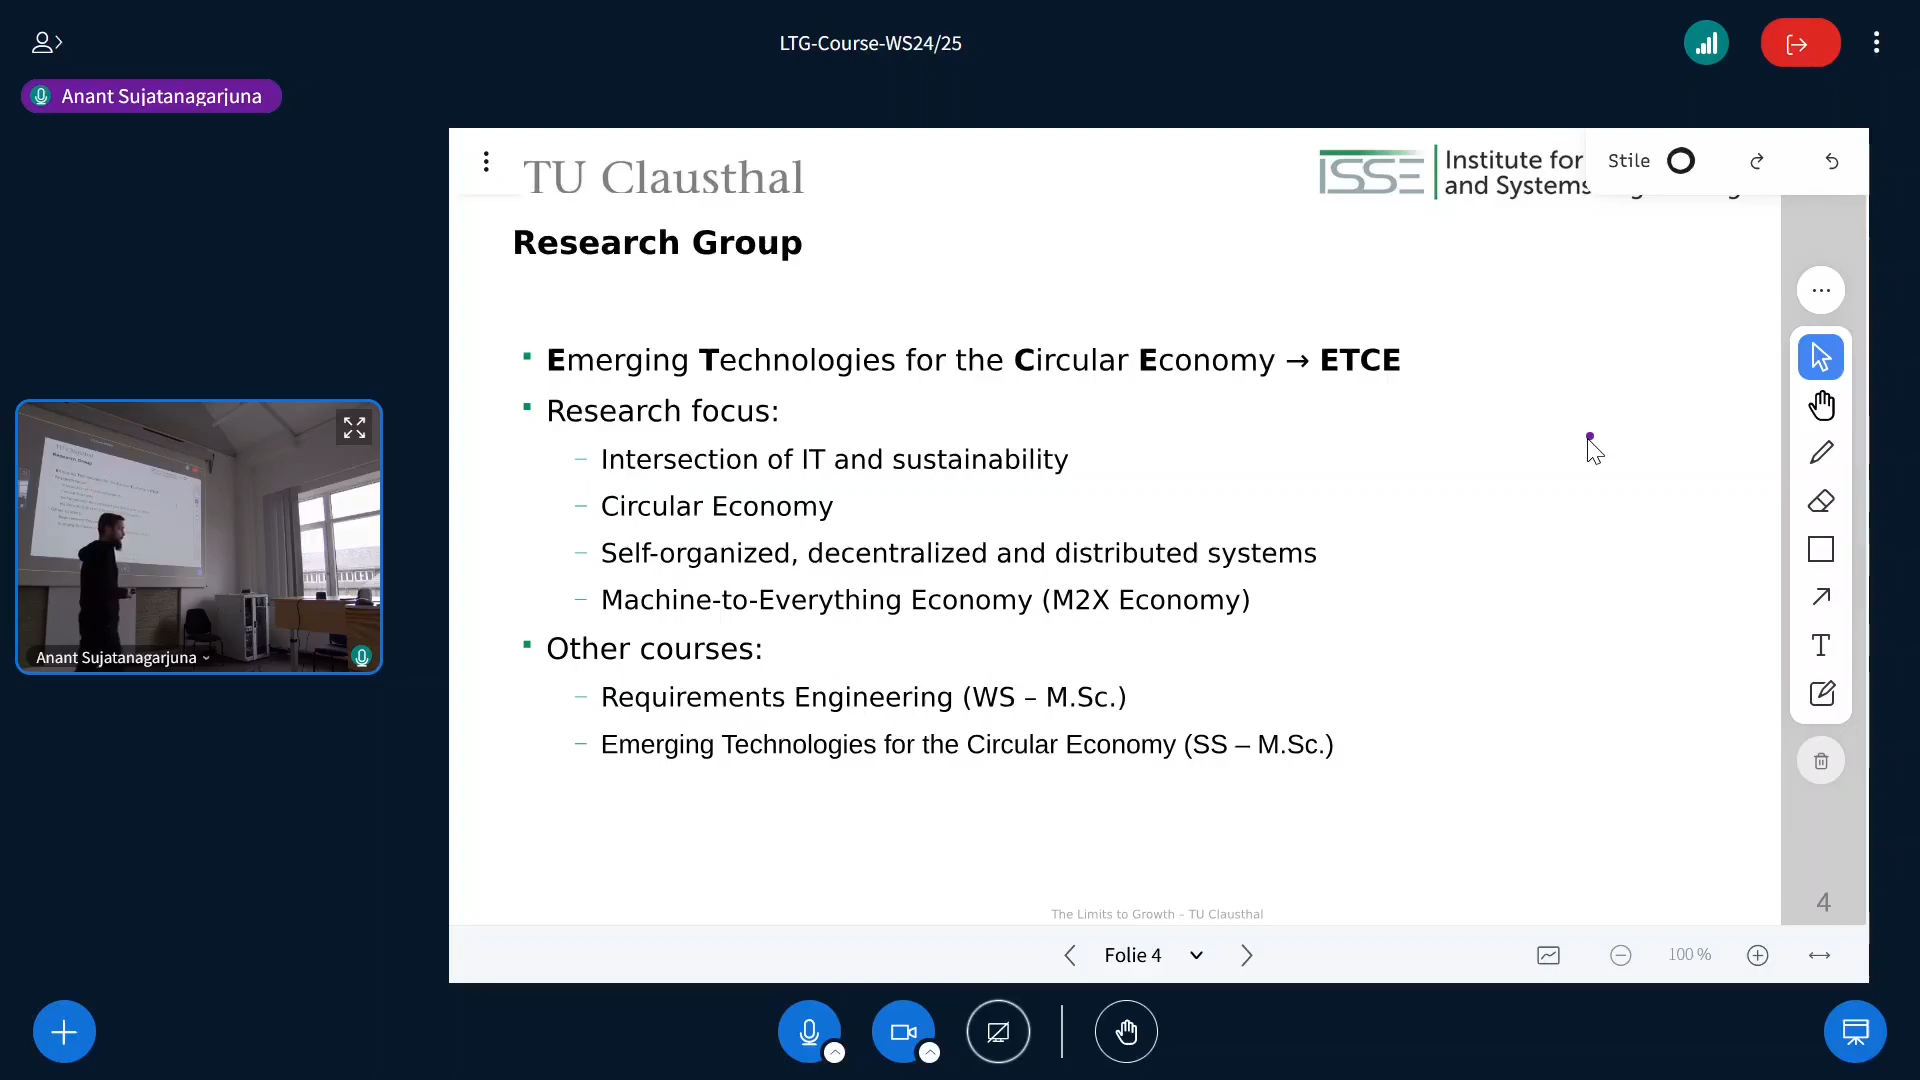 LTG-Course-WS24/25
Anant Sujatanagarjuna
TU Clausthal
ISSE
Institute for
and Systems
Stile
Research Group
Emerging Technologies for the Circular Economy → ETCE
Research focus:
Intersection of IT and sustainability
Circular Economy
Self-organized, decentralized and distributed systems
Machine-to-Everything Economy (M2X Economy)
Other courses:
Requirements Engineering (WS – M.Sc.)
Emerging Technologies for the Circular Economy (SS – M.Sc.)
Anant Sujatanagarjuna
4
The Limits to Growth – TU Clausthal
Folie 4
100 %